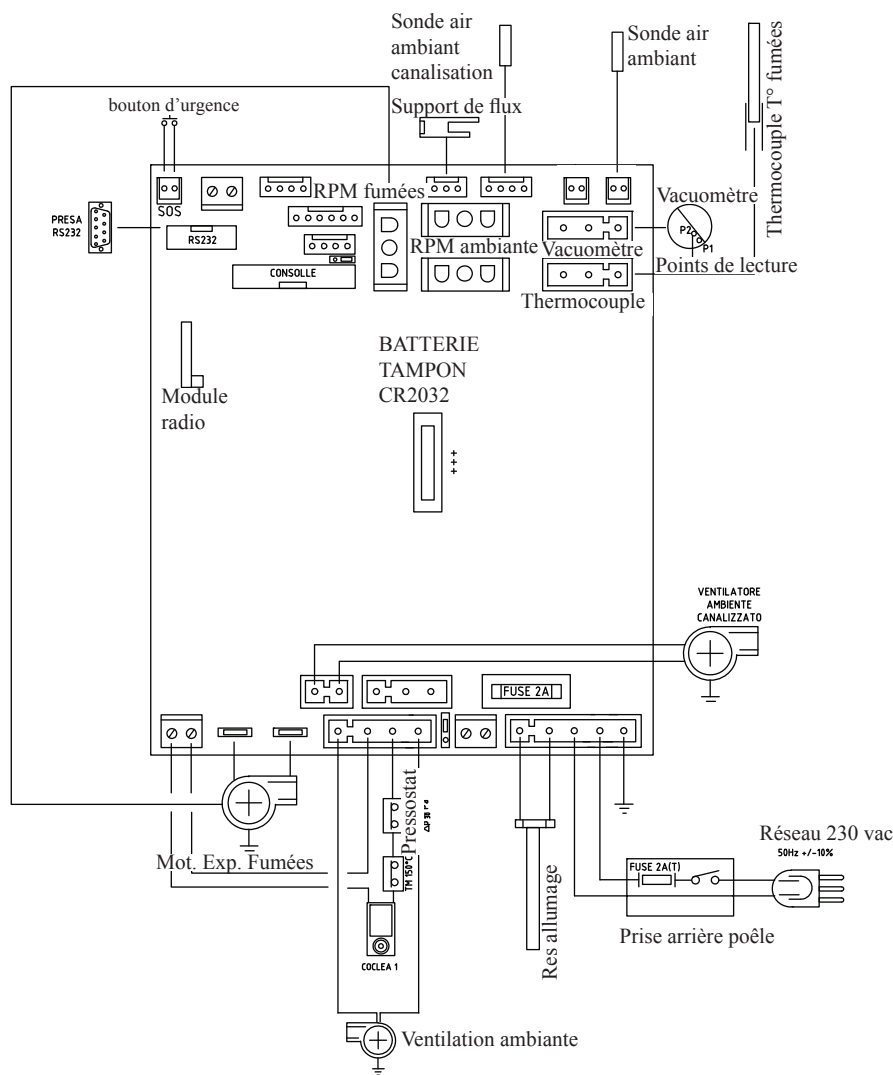 Sonde air
ambiant
canalisation
Sonde air
ambiant
Thermocouple T° fumées
bouton d'urgence
Support de flux
SOS
RPM fumées
Vacuomètre
PRESA
RS232
RS232
RPM ambiante
Vacuomètre
P2
P1
CONSOLLE
Points de lecture
Thermocouple
BATTERIE
TAMPON
CR2032
+++
Module
radio
VENTILATORE
AMBIENTE
CANALIZZATO
FUSE 2A
Pressostat
Mot. Exp. Fumées
TM 150°C
COCLEA 1
Res allumage
Réseau 230 vac
50Hz +/-10%
FUSE 2A(T)
Prise arrière poêle
Ventilation ambiante